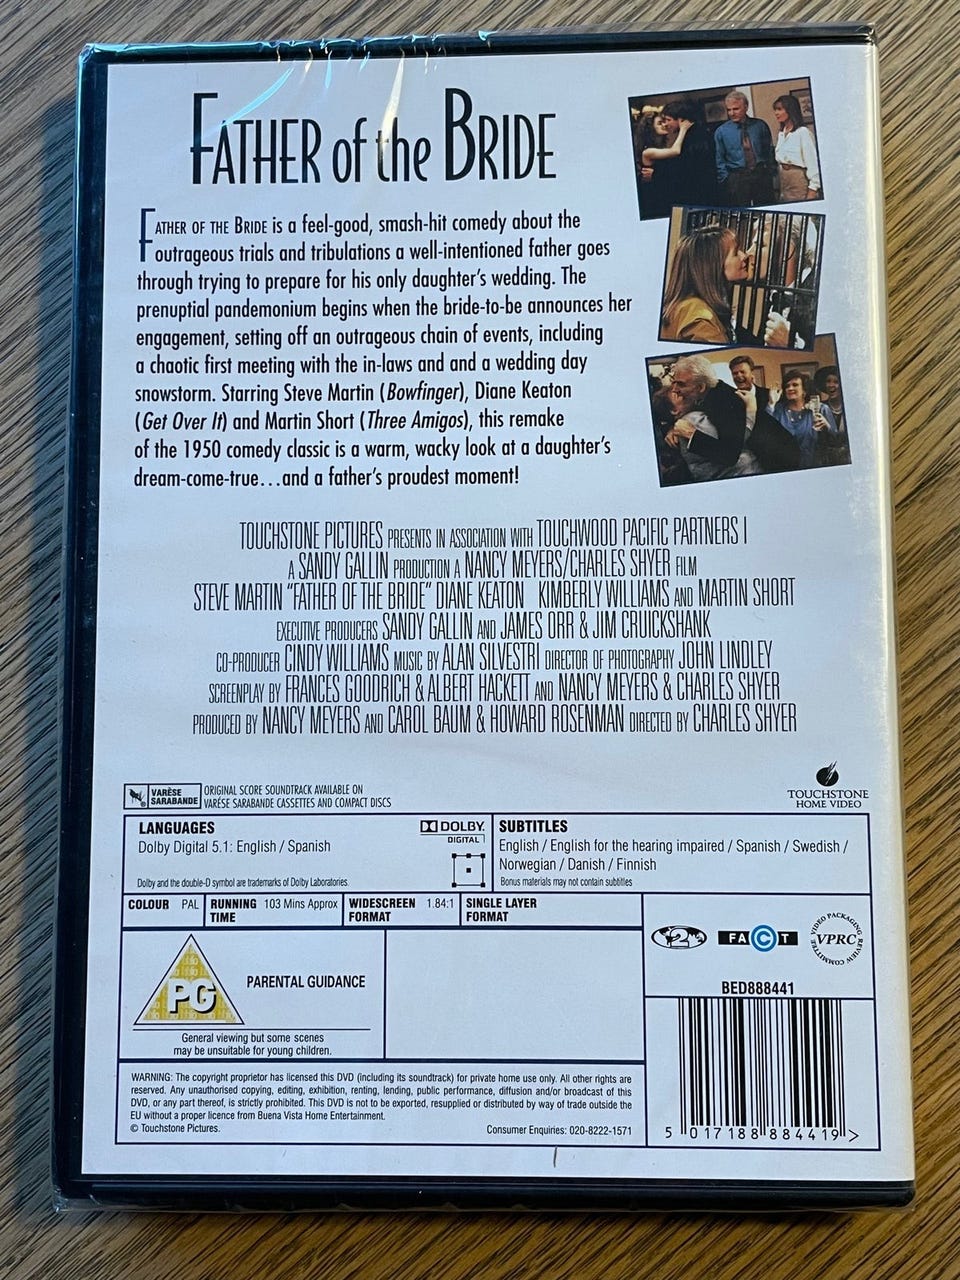 FATHER of the BRIDE
FATHER OF THE BRIDE is a feel-good, smash-hit comedy about the
outrageous trials and tribulations a well-intentioned father goes
through trying to prepare for his only daughter's wedding. The
prenuptial pandemonium begins when the bride-to-be announces her
engagement, setting off an outrageous chain of events, including
a chaotic first meeting with the in-laws and and a wedding day
snowstorm. Starring Steve Martin (Bowfinger), Diane Keaton
(Get Over It) and Martin Short (Three Amigos), this remake
of the 1950 comedy classic is a warm, wacky look at a daughter's
dream-come-true...and a father's proudest moment!
TOUCHSTONE PICTURES PRESENTS IN ASSOCIATION WITH TOUCHWOOD PACIFIC PARTNERS I
A SANDY GALLIN PRODUCTION A NANCY MEYERS/CHARLES SHYER FILM
STEVE MARTIN "FATHER OF THE BRIDE" DIANE KEATON KIMBERLY WILLIAMS AND MARTIN SHORT
EXECUTIVE PRODUCERS SANDY GALLIN AND JAMES ORR & JIM CRUICKSHANK
CO-PRODUCER CINDY WILLIAMS MUSIC BY ALAN SILVESTRI DIRECTOR OF PHOTOGRAPHY JOHN LINDLEY
SCREENPLAY BY FRANCES GOODRICH & ALBERT HACKETT AND NANCY MEYERS & CHARLES SHYER
PRODUCED BY NANCY MEYERS AND CAROL BAUM & HOWARD ROSENMAN DIRECTED BY CHARLES SHYER
VARÈSE
SARABANDE
ORIGINAL SCORE SOUNDTRACK AVAILABLE ON
VARÈSE SARABANDE CASSETTES AND COMPACT DISCS
TOUCHSTONE
HOME VIDEO
LANGUAGES
Dolby Digital 5.1: English / Spanish
DOLBY
DIGITAL
Dolby and the double-D symbol are trademarks of Dolby Laboratories.
SUBTITLES
English / English for the hearing impaired / Spanish / Swedish /
Norwegian / Danish / Finnish
Bonus materials may not contain subtitles
COLOUR PAL
RUNNING TIME 103 Mins Approx
WIDESCREEN FORMAT 1.84:1
SINGLE LAYER FORMAT
2
FACT
VIDEO PACKAGING REVIEW COMMITTEE
VPRC
PG
PARENTAL GUIDANCE
General viewing but some scenes
may be unsuitable for young children.
BED888441
WARNING: The copyright proprietor has licensed this DVD (including its soundtrack) for private home use only. All other rights are
reserved. Any unauthorised copying, editing, exhibition, renting, lending, public performance, diffusion and/or broadcast of this
DVD, or any part thereof, is strictly prohibited. This DVD is not to be exported, resupplied or distributed by way of trade outside the
EU without a proper licence from Buena Vista Home Entertainment.
© Touchstone Pictures.
Consumer Enquiries: 020-8222-1571
5 017188 884419 >